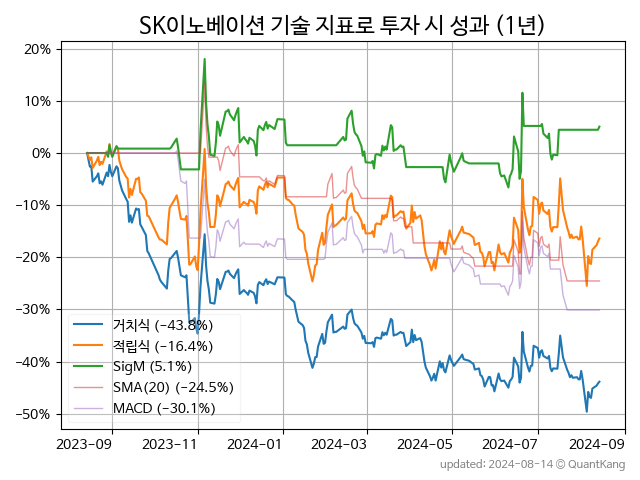 SK이노베이션 기술 지표로 투자 시 성과 (1년)
20%
10%
0%
−10%
−20%
−30%
−40%
−50%
거치식 (−43.8%)
적립식 (−16.4%)
SigM (5.1%)
SMA(20) (−24.5%)
MACD (−30.1%)
2023-09
2023-11
2024-01
2024-03
2024-05
2024-07
2024-09
updated: 2024-08-14 © QuantKang